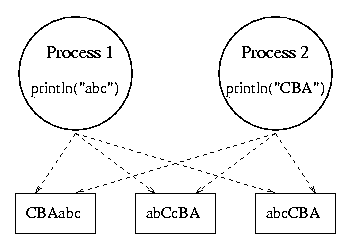 Process 1
println("abc")
Process 2
println("CBA")
CBAabc
abCcBA
abcCBA